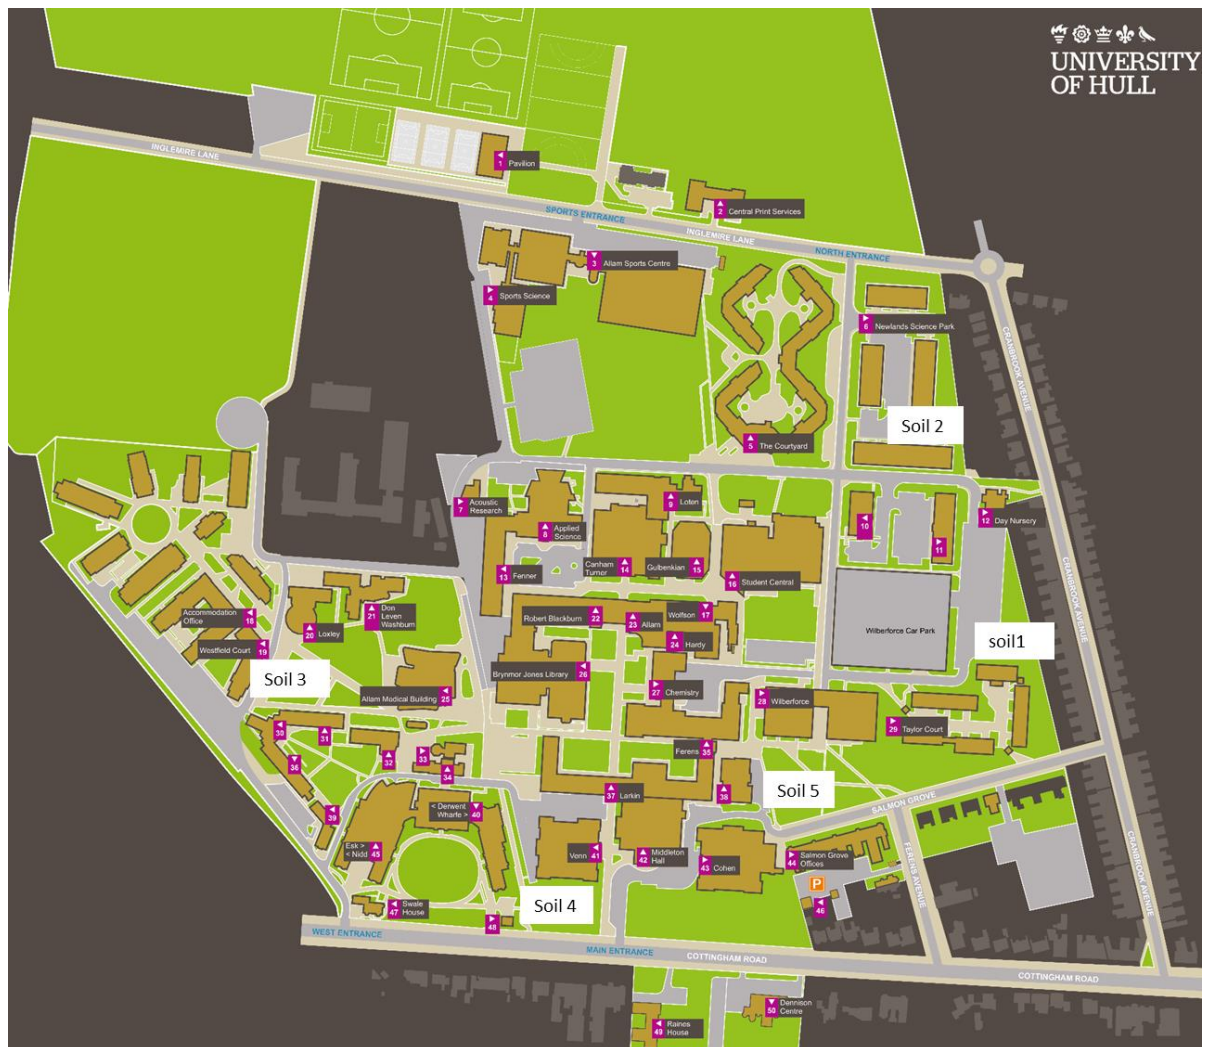 UNIVERSITY
OF HULL
INGLEMIRE LANE
1 Pavilion
SPORTS ENTRANCE
2 Central Print Services
INGLEMIRE LANE
NORTH ENTRANCE
3 Allam Sports Centre
4 Sports Science
6 Newlands Science Park
CRANBROOK AVENUE
Soil 2
5 The Courtyard
7 Acoustic
Research
9 Loten
8 Applied
Science
10
11
12 Day Nursery
13 Fenner
Canham
Turner 14
Gulbenkian 15
16 Student Central
CRANBROOK AVENUE
Accommodation
Office 18
20 Loxley
21 Don
Leven
Washburn
Robert Blackburn 22
23 Allam
Wolfson 17
24 Hardy
Wilberforce Car Park
soil1
Westfield Court 19
Soil 3
Allam Medical Building 25
Brynmor Jones Library 26
27 Chemistry
28 Wilberforce
29 Taylor Court
30
31
32
33
34
Ferens 35
36
37 Larkin
38
Soil 5
SALMON GROVE
39
< Derwent
Wharfe > 40
Esk >
< Nidd 45
Venn 41
42 Middleton
Hall
43 Cohen
44 Salmon Grove
Offices
P
46
FERENS AVENUE
CRANBROOK AVENUE
47 Swale
House
48
Soil 4
WEST ENTRANCE
MAIN ENTRANCE
COTTINGHAM ROAD
COTTINGHAM ROAD
49 Raines
House
50 Dennison
Centre